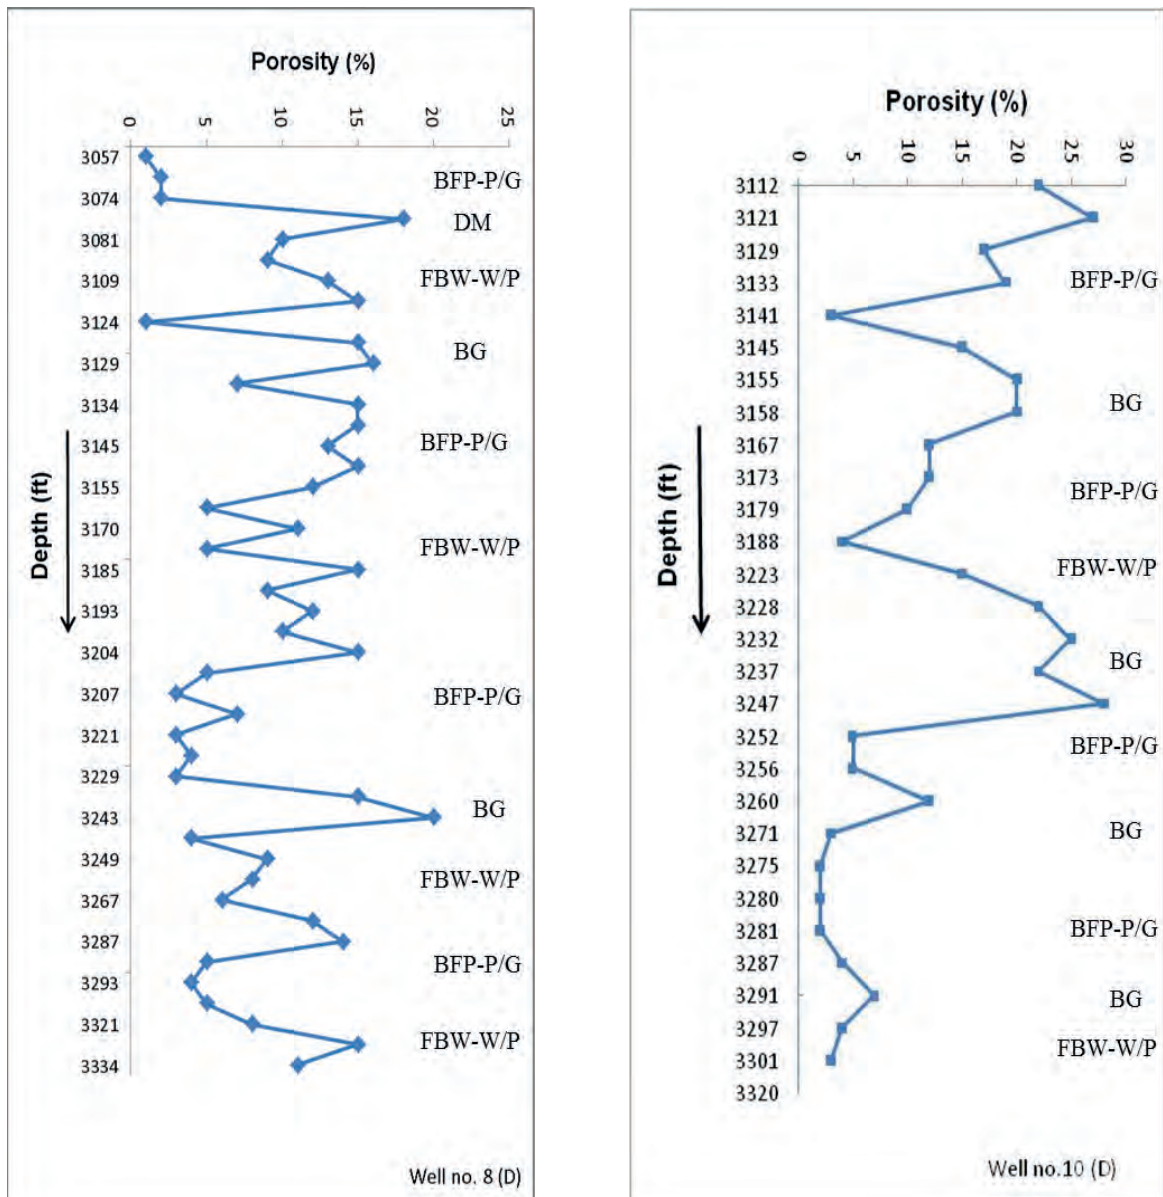 Porosity (%)
0 5 10 15 20 25
3057
BFP-P/G
3074
DM
3081
3109 FBW-W/P
3124
3129 BG
3134
3145 BFP-P/G
3155
3170
FBW-W/P
3185
3193
3204
3207 BFP-P/G
3221
3229
3243 BG
3249
FBW-W/P
3267
3287
BFP-P/G
3293
3321
FBW-W/P
3334
Depth (ft)
Well no. 8 (D)
Porosity (%)
0 5 10 15 20 25 30
3112
3121
3129
3133 BFP-P/G
3141
3145
3155
3158 BG
3167
3173
BFP-P/G
3179
3188
3223 FBW-W/P
3228
3232
BG
3237
3247
3252
BFP-P/G
3256
3260
3271 BG
3275
3280
3281 BFP-P/G
3287
3291 BG
3297
FBW-W/P
3301
3320
Depth (ft)
Well no.10 (D)